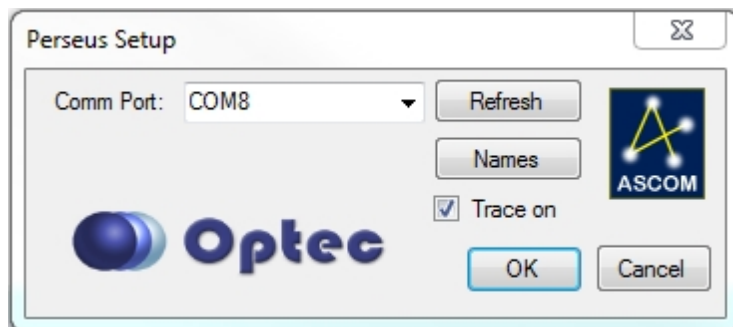 Perseus Setup
Comm Port: COM8 Refresh
Names
ASCOM
Trace on
Optec
OK Cancel